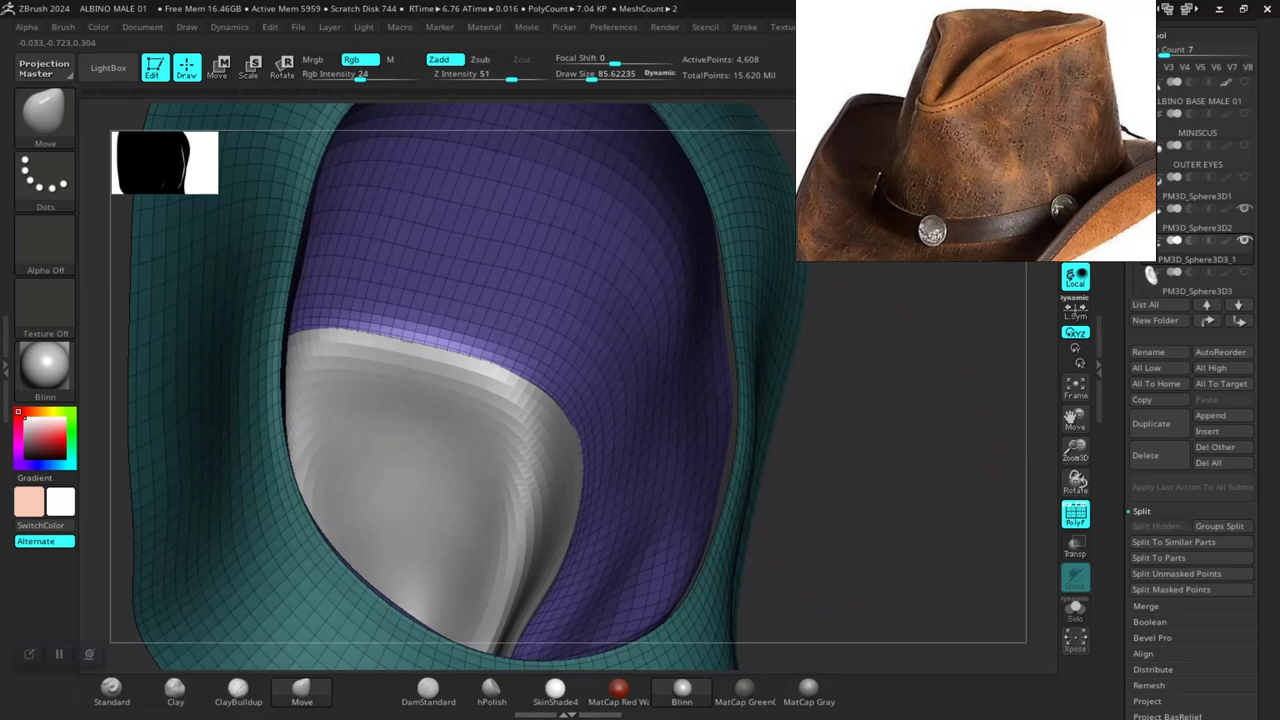 ZBrush 2024 ALBINO MALE 01 • Free Mem 16.46GB • Active Mem 5959 • Scratch Disk 744 • RTime▸ 6.76 ATime▸ 0.016 • PolyCount▸ 7.04 KP • MeshCount▸ 2
Alpha Brush Color Document Draw Dynamics Edit File Layer Light Macro Marker Material Movie Picker Preferences Render Stencil Stroke
-0.033,-0.723,0.304
Projection Master
LightBox
Edit
Draw
Move
Scale
Rotate
Mrgb
Rgb
M
Rgb Intensity 24
Zadd
Zsub
Zcut
Z Intensity 51
Focal Shift 0
Draw Size 85.62235
Dynamic
ActivePoints: 4,608
TotalPoints: 15.620 Mil
Move
Dots
Alpha Off
Texture Off
Blinn
Gradient
SwitchColor
Alternate
Count 7
V3 V4 V5 V6 V7 V8
ALBINO BASE MALE 01
MINISCUS
OUTER EYES
PM3D_Sphere3D1
PM3D_Sphere3D2
PM3D_Sphere3D3_1
PM3D_Sphere3D3
Local
Dynamic
L.Sym
XYZ
Frame
Move
Zoom3D
Rotate
PolyF
Transp
Ghost
Dynamic
Solo
Xpose
List All
New Folder
Rename AutoReorder
All Low All High
All To Home All To Target
Copy Paste
Duplicate
Append
Insert
Delete
Del Other
Del All
Split
Split Hidden Groups Split
Split To Similar Parts
Split To Parts
Split Unmasked Points
Split Masked Points
Merge
Boolean
Bevel Pro
Align
Distribute
Remesh
Project
Project BasRelief
Standard Clay ClayBuildup Move DamStandard hPolish SkinShade4 MatCap Red Wa Blinn MatCap Gray